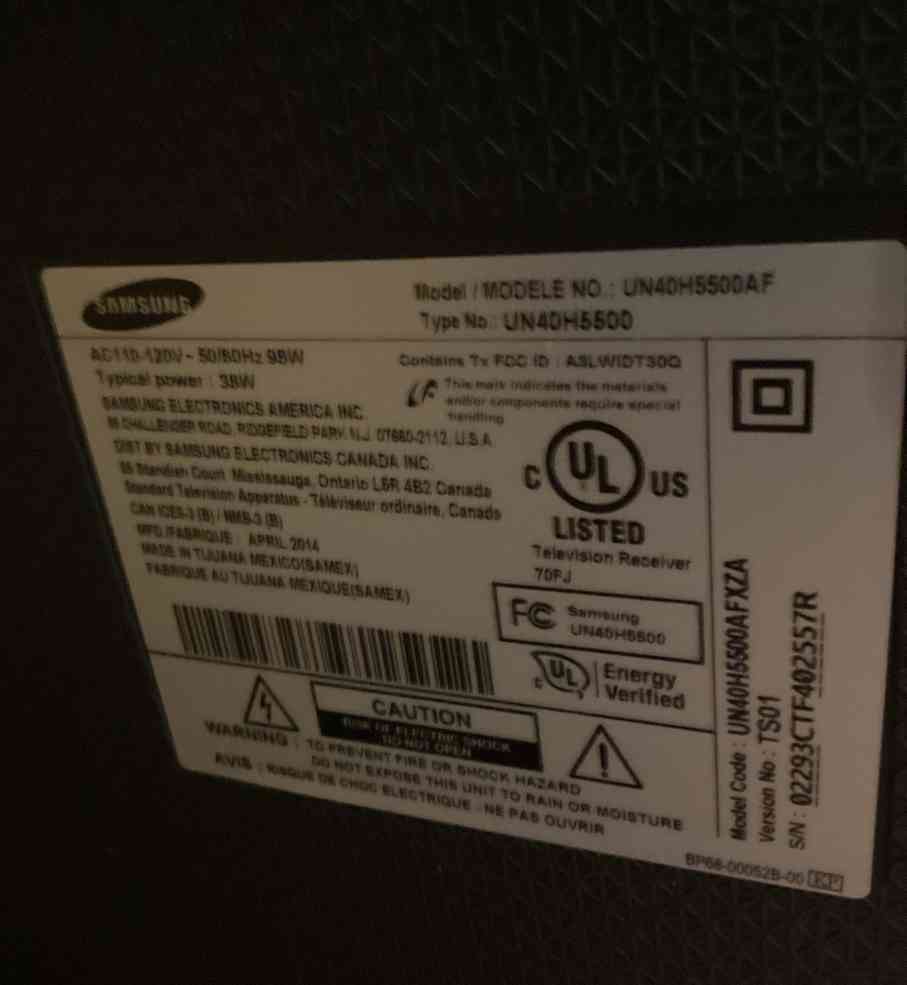 SAMSUNG
Model / MODELE NO. : UN40H5500AF
Type No. : UN40H5500
AC110-120V~ 50/60Hz 98W
Typical power : 38W
SAMSUNG ELECTRONICS AMERICA INC.
85 CHALLENGER ROAD, RIDGEFIELD PARK, N.J. 07660-2112, U.S.A
DIST BY SAMSUNG ELECTRONICS CANADA INC.
55 Standish Court Mississauga, Ontario L5R 4B2 Canada
Standard Television Apparatus - Téléviseur ordinaire, Canada
CAN ICES-3 (B) / NMB-3 (B)
MFD./FABRIQUE : APRIL 2014
MADE IN TIJUANA MEXICO(SAMEX)
FABRIQUE AU TIJUANA MEXIQUE(SAMEX)
Contains Tx FCC ID : A3LWIDT30Q
This mark indicates the materials
and/or components require special
handling
C UL US
LISTED
Television Receiver
70FJ
FC Samsung
UN40H5500
c UL Energy
Verified
CAUTION
RISK OF ELECTRIC SHOCK
DO NOT OPEN
WARNING : TO PREVENT FIRE OR SHOCK HAZARD
DO NOT EXPOSE THIS UNIT TO RAIN OR MOISTURE
AVIS : RISQUE DE CHOC ELECTRIQUE - NE PAS OUVRIR
Model Code : UN40H5500AFXZA
Version No : TS01
S/N : 02293CTF402557R
BP68-00052B-00